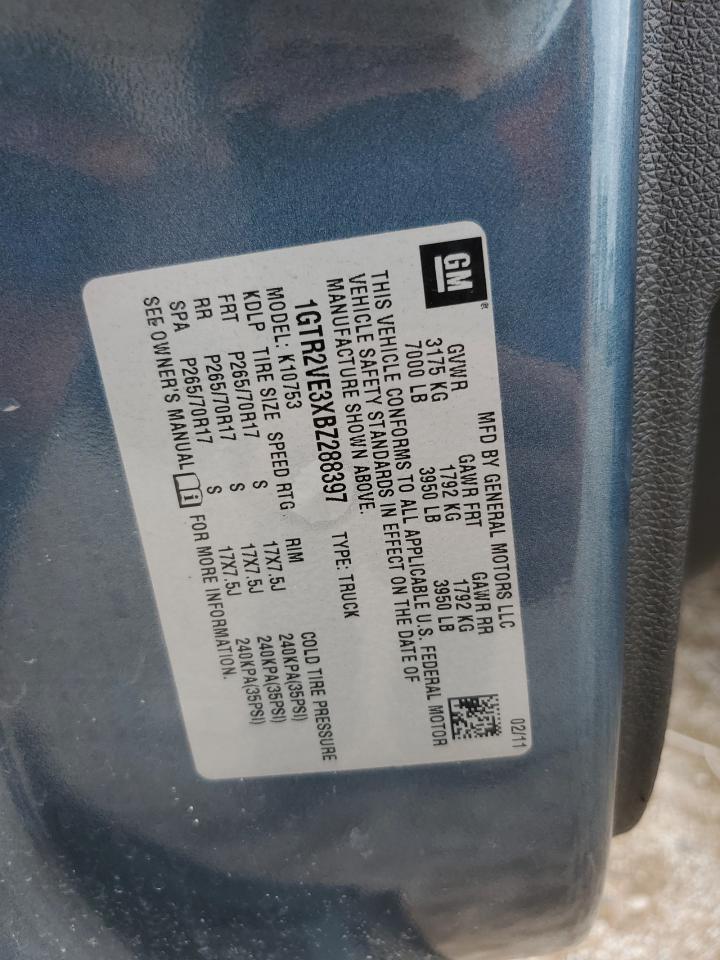 GM ®
MFD BY GENERAL MOTORS LLC 02/11
GVWR GAWR FRT GAWR RR
3175 KG 1792 KG 1792 KG
7000 LB 3950 LB 3950 LB
THIS VEHICLE CONFORMS TO ALL APPLICABLE U.S. FEDERAL MOTOR
VEHICLE SAFETY STANDARDS IN EFFECT ON THE DATE OF
MANUFACTURE SHOWN ABOVE.
1GTR2VE3XBZ288397 TYPE: TRUCK
MODEL: K10753
KDLP TIRE SIZE SPEED RTG RIM COLD TIRE PRESSURE
FRT P265/70R17 S 17X7.5J 240KPA(35PSI)
RR P265/70R17 S 17X7.5J 240KPA(35PSI)
SPA P265/70R17 S 17X7.5J 240KPA(35PSI)
SEE OWNER'S MANUAL i FOR MORE INFORMATION.